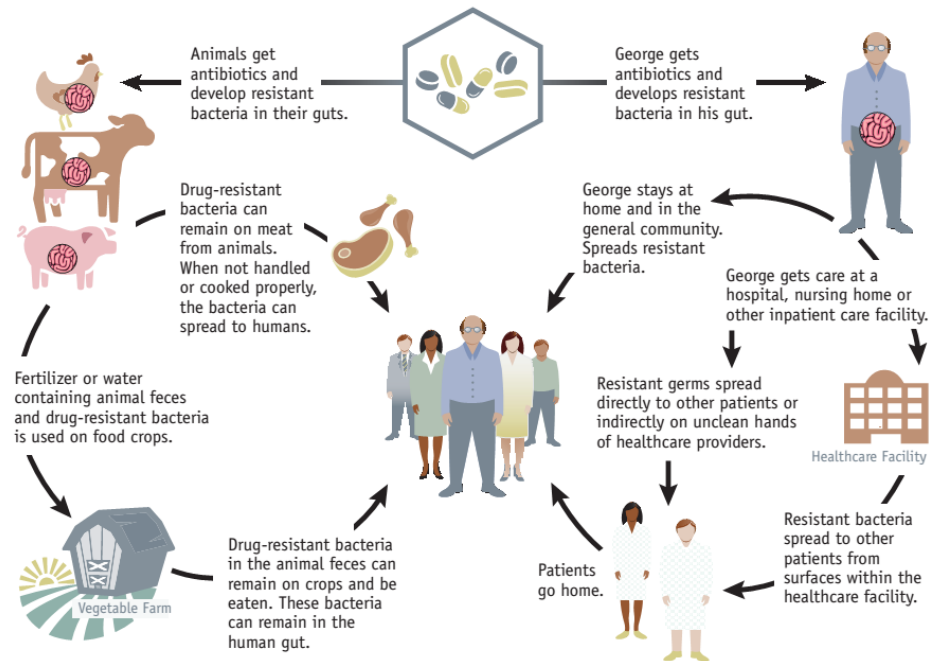 Animals get
antibiotics and
develop resistant
bacteria in their guts.
George gets
antibiotics and
develops resistant
bacteria in his gut.
Drug-resistant
bacteria can
remain on meat
from animals.
When not handled
or cooked properly,
the bacteria can
spread to humans.
George stays at
home and in the
general community.
Spreads resistant
bacteria.
George gets care at a
hospital, nursing home or
other inpatient care facility.
Fertilizer or water
containing animal feces
and drug-resistant bacteria
is used on food crops.
Resistant germs spread
directly to other patients or
indirectly on unclean hands
of healthcare providers.
Healthcare Facility
Vegetable Farm
Drug-resistant bacteria
in the animal feces can
remain on crops and be
eaten. These bacteria
can remain in the
human gut.
Patients
go home.
Resistant bacteria
spread to other
patients from
surfaces within the
healthcare facility.